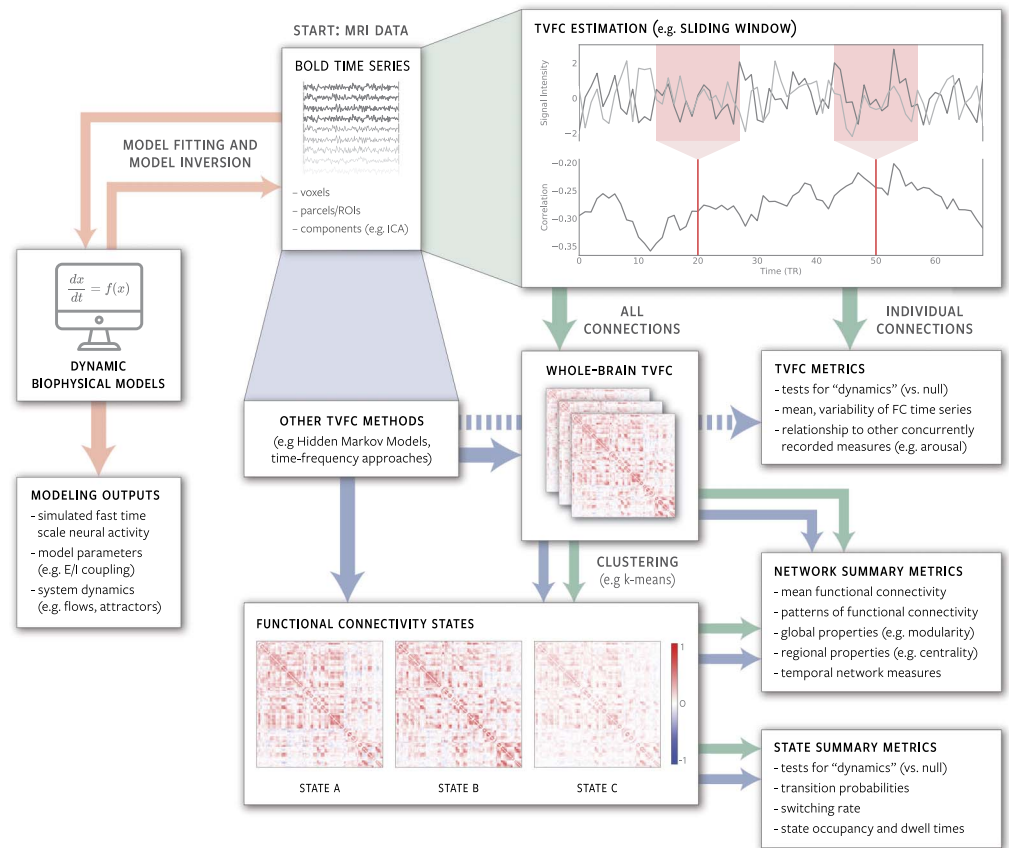 START: MRI DATA
BOLD TIME SERIES
– voxels
– parcels/ROIs
– components (e.g. ICA)
TVFC ESTIMATION (e.g. SLIDING WINDOW)
Signal Intensity
2
0
−2
Correlation
−0.20
−0.25
−0.30
−0.35
0
10
20
30
40
50
60
Time (TR)
MODEL FITTING AND
MODEL INVERSION
dx
dt
= f(x)
DYNAMIC
BIOPHYSICAL MODELS
MODELING OUTPUTS
- simulated fast time
scale neural activity
- model parameters
(e.g. E/I coupling)
- system dynamics
(e.g. flows, attractors)
ALL
CONNECTIONS
INDIVIDUAL
CONNECTIONS
OTHER TVFC METHODS
(e.g Hidden Markov Models,
time-frequency approaches)
WHOLE-BRAIN TVFC
TVFC METRICS
- tests for “dynamics” (vs. null)
- mean, variability of FC time series
- relationship to other concurrently
recorded measures (e.g. arousal)
CLUSTERING
(e.g k-means)
NETWORK SUMMARY METRICS
- mean functional connectivity
- patterns of functional connectivity
- global properties (e.g. modularity)
- regional properties (e.g. centrality)
- temporal network measures
FUNCTIONAL CONNECTIVITY STATES
1
0
-1
STATE A
STATE B
STATE C
STATE SUMMARY METRICS
- tests for “dynamics” (vs. null)
- transition probabilities
- switching rate
- state occupancy and dwell times